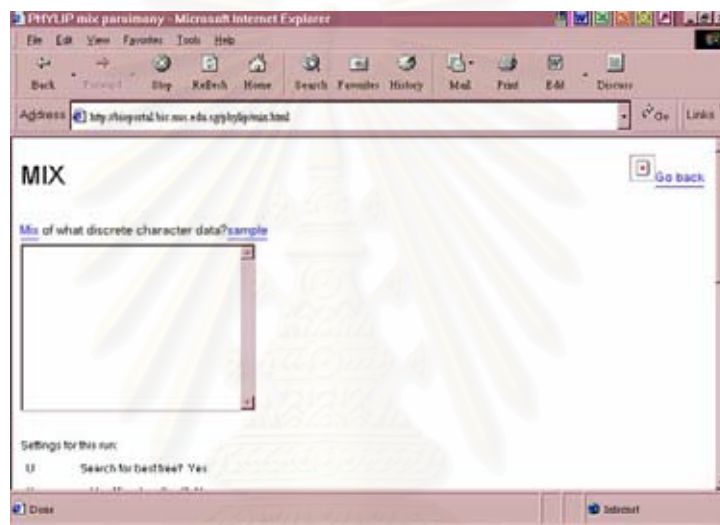 PHYLIP mix parsimony - Microsoft Internet Explorer
File Edit View Favorites Tools Help
Back Forward Stop Refresh Home Search Favorites History Mail Print Edit Discuss
Address Go Links
MIX
Go back
Mix of what discrete character data?sample
Settings for this run:
U Search for best tree? Yes
Done Internet